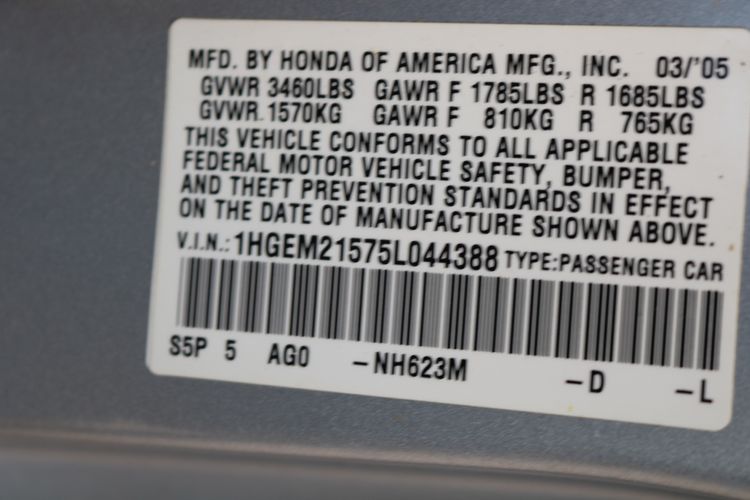 MFD. BY HONDA OF AMERICA MFG., INC. 03/'05
GVWR 3460LBS GAWR F 1785LBS R 1685LBS
GVWR 1570KG GAWR F 810KG R 765KG
THIS VEHICLE CONFORMS TO ALL APPLICABLE
FEDERAL MOTOR VEHICLE SAFETY, BUMPER,
AND THEFT PREVENTION STANDARDS IN EFFECT
ON THE DATE OF MANUFACTURE SHOWN ABOVE.
V.I.N.: 1HGEM21575L044388 TYPE:PASSENGER CAR
S5P 5 AG0 -NH623M -D -L